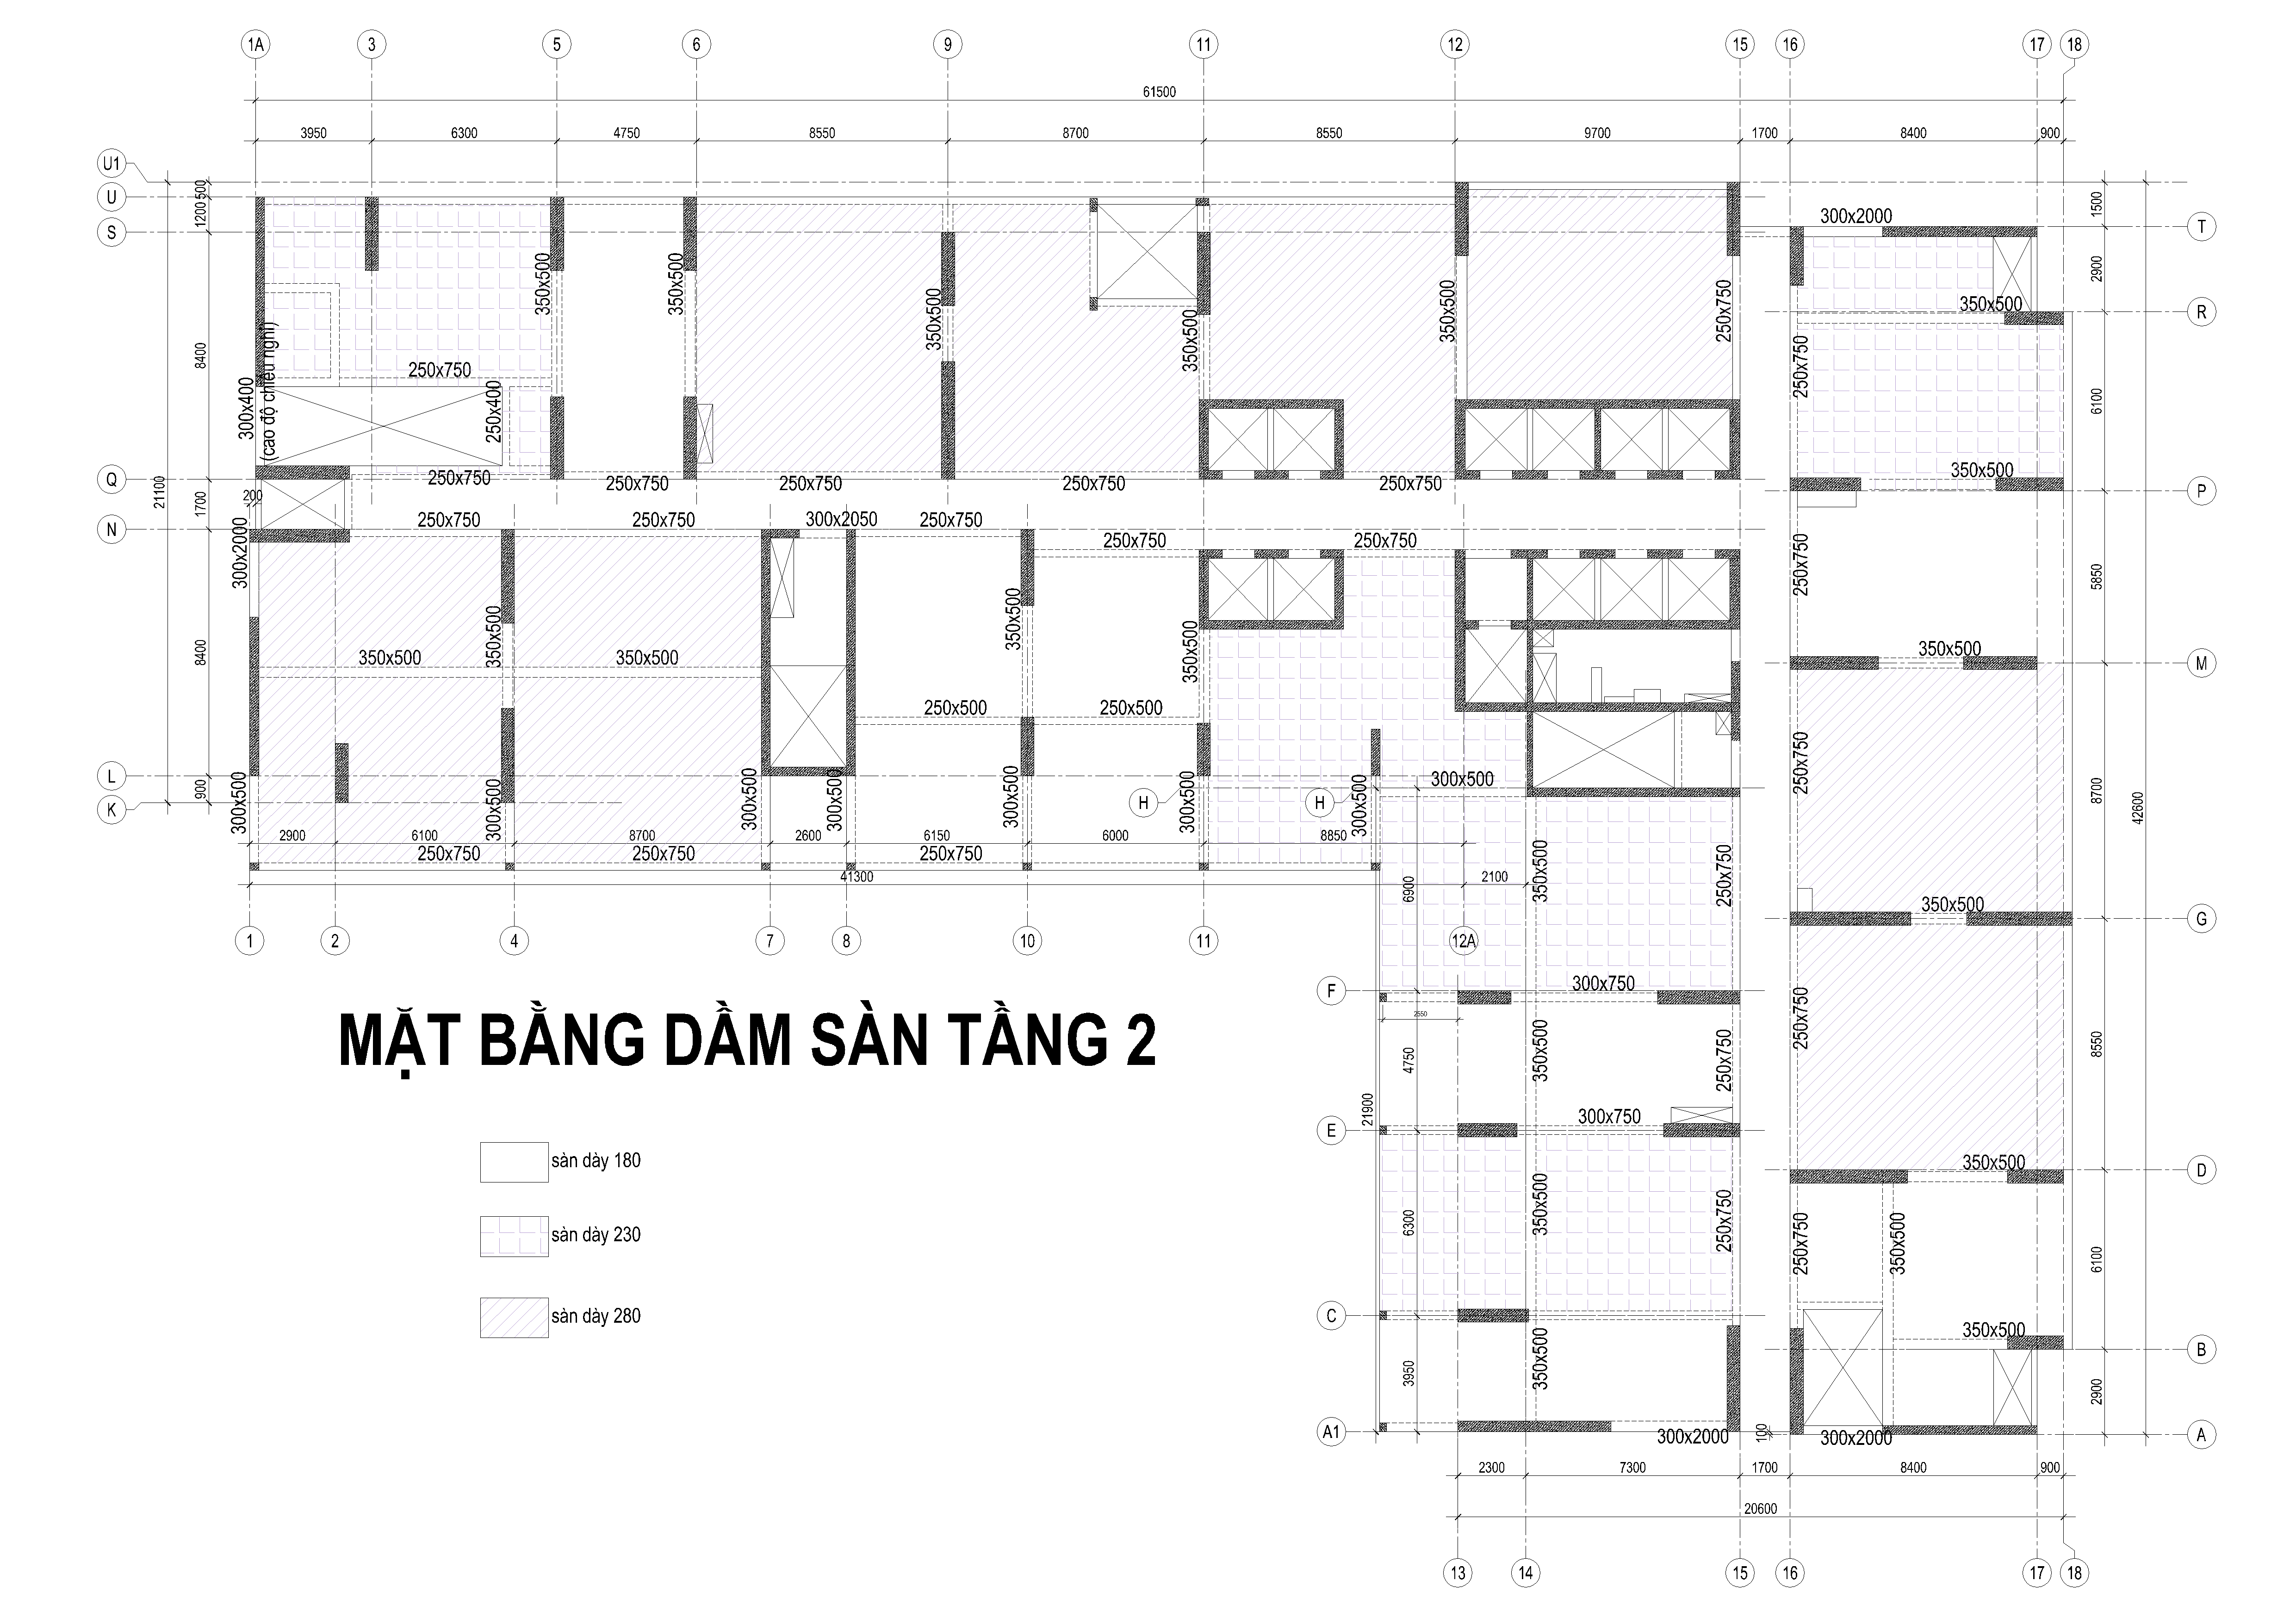 1A 3 5 6 9 11 12 15 16 17 18
61500
3950 6300 4750 8550 8700 8550 9700 1700 8400 900
U1
U
S
Q
N
L
K
500
1200
8400
1700
8400
900
21100
200
T
R
P
M
G
D
B
A
1500
2900
6100
5850
8700
8550
6100
2900
42600
300x2000
350x500
350x500
350x500
350x500
350x500
250x750
350x500
250x750
350x500
300x400
(cao độ chiếu nghỉ)
250x750
250x400
250x750
250x750
250x750
250x750
250x750
350x500
300x2000
250x750
250x750
300x2050
250x750
250x750
250x750
250x750
350x500
350x500
350x500
350x500
350x500
350x500
250x500
250x500
250x750
H
H
300x500
300x500
300x500
300x500
300x500
300x500
300x500
300x500
2900 6100 8700 2600 6150 6000 8850
250x750
250x750
250x750
350x500
250x750
350x500
41300
2100
6900
1 2 4 7 8 10 11 12A
F
300x750
2550
250x750
MẶT BẰNG DẦM SÀN TẦNG 2
4750
350x500
250x750
21900
E
300x750
sàn dày 180
350x500
sàn dày 230
6300
350x500
250x750
250x750
350x500
sàn dày 280
C
350x500
3950
350x500
A1
300x2000
100
300x2000
2300 7300 1700 8400 900
20600
13 14 15 16 17 18